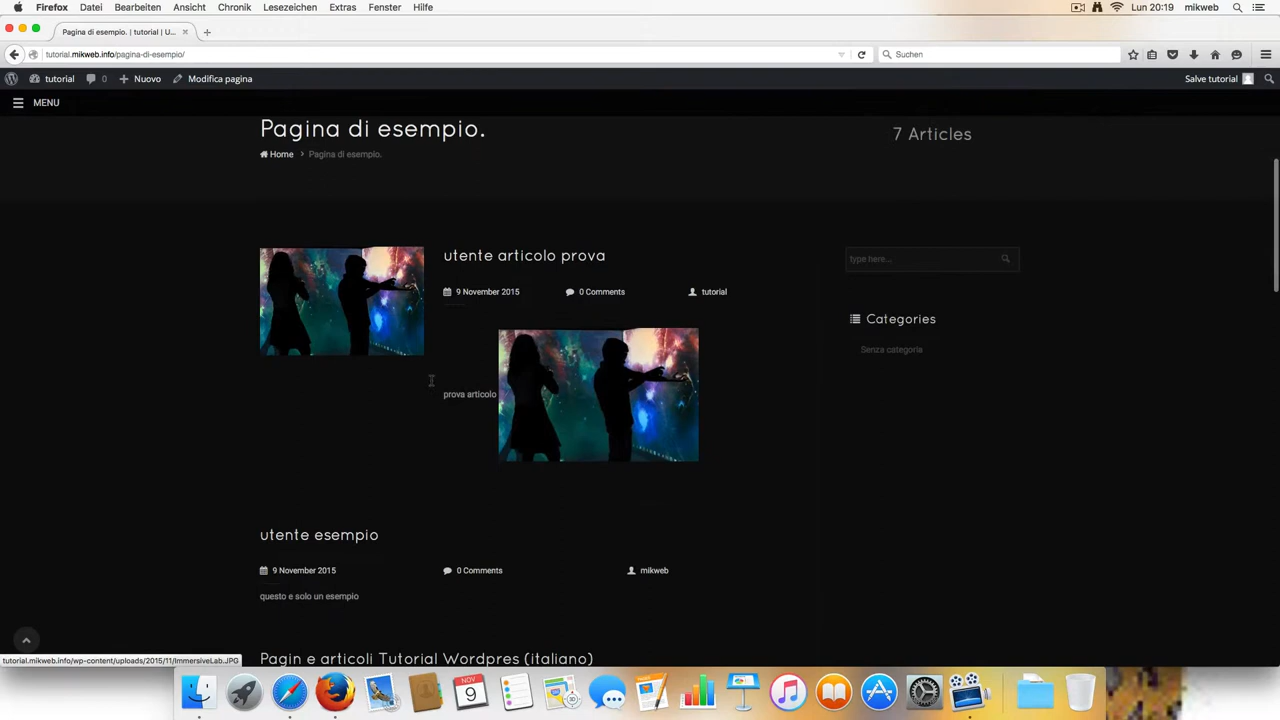 Firefox Datei Bearbeiten Ansicht Chronik Lesezeichen Extras Fenster Hilfe Lun 20:19 mikweb
Pagina di esempio. | tutorial | U...
tutorial.mikweb.info/pagina-di-esempio/ Suchen
tutorial 0 Nuovo Modifica pagina Salve tutorial
MENU
Pagina di esempio. 7 Articles
Home > Pagina di esempio.
utente articolo prova
type here...
9 November 2015 0 Comments tutorial
Categories
Senza categoria
prova articolo
utente esempio
9 November 2015 0 Comments mikweb
questo e solo un esempio
Pagin e articoli Tutorial Wordpres (italiano)
tutorial.mikweb.info/wp-content/uploads/2015/11/ImmersiveLab.JPG
NOV
9